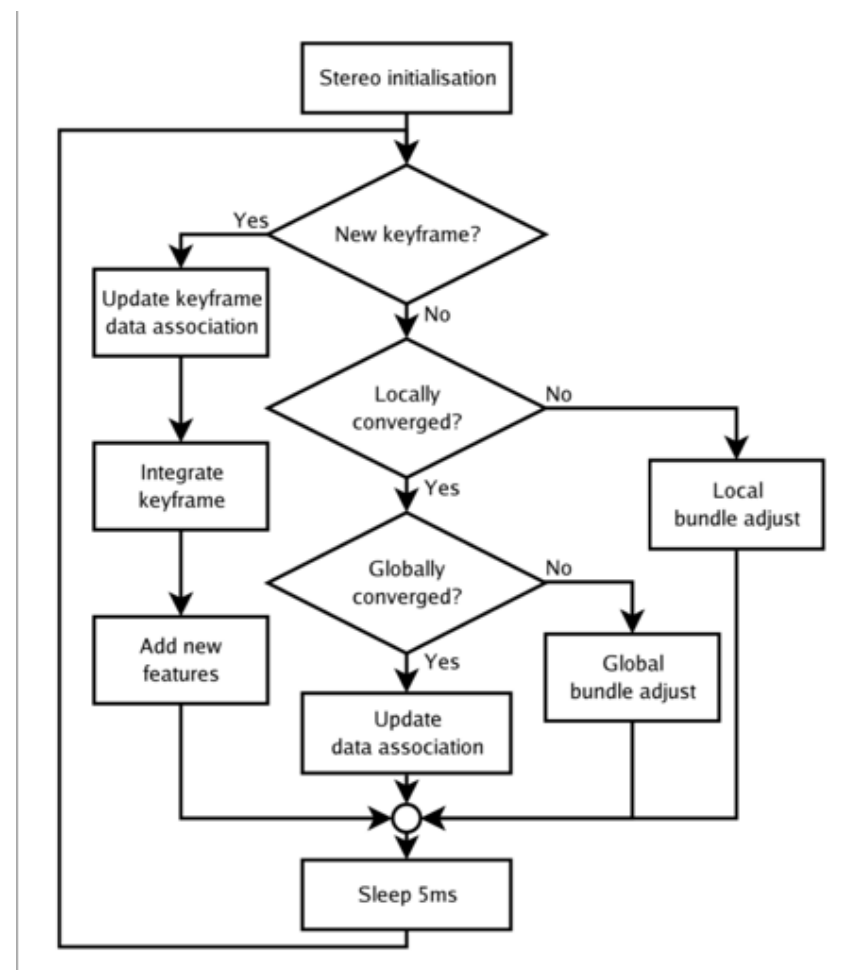 Stereo initialisation
Yes
New keyframe?
Update keyframe
data association
No
Locally
converged?
No
Integrate
keyframe
Yes
Local
bundle adjust
Globally
converged?
No
Add new
features
Yes
Global
bundle adjust
Update
data association
Sleep 5ms